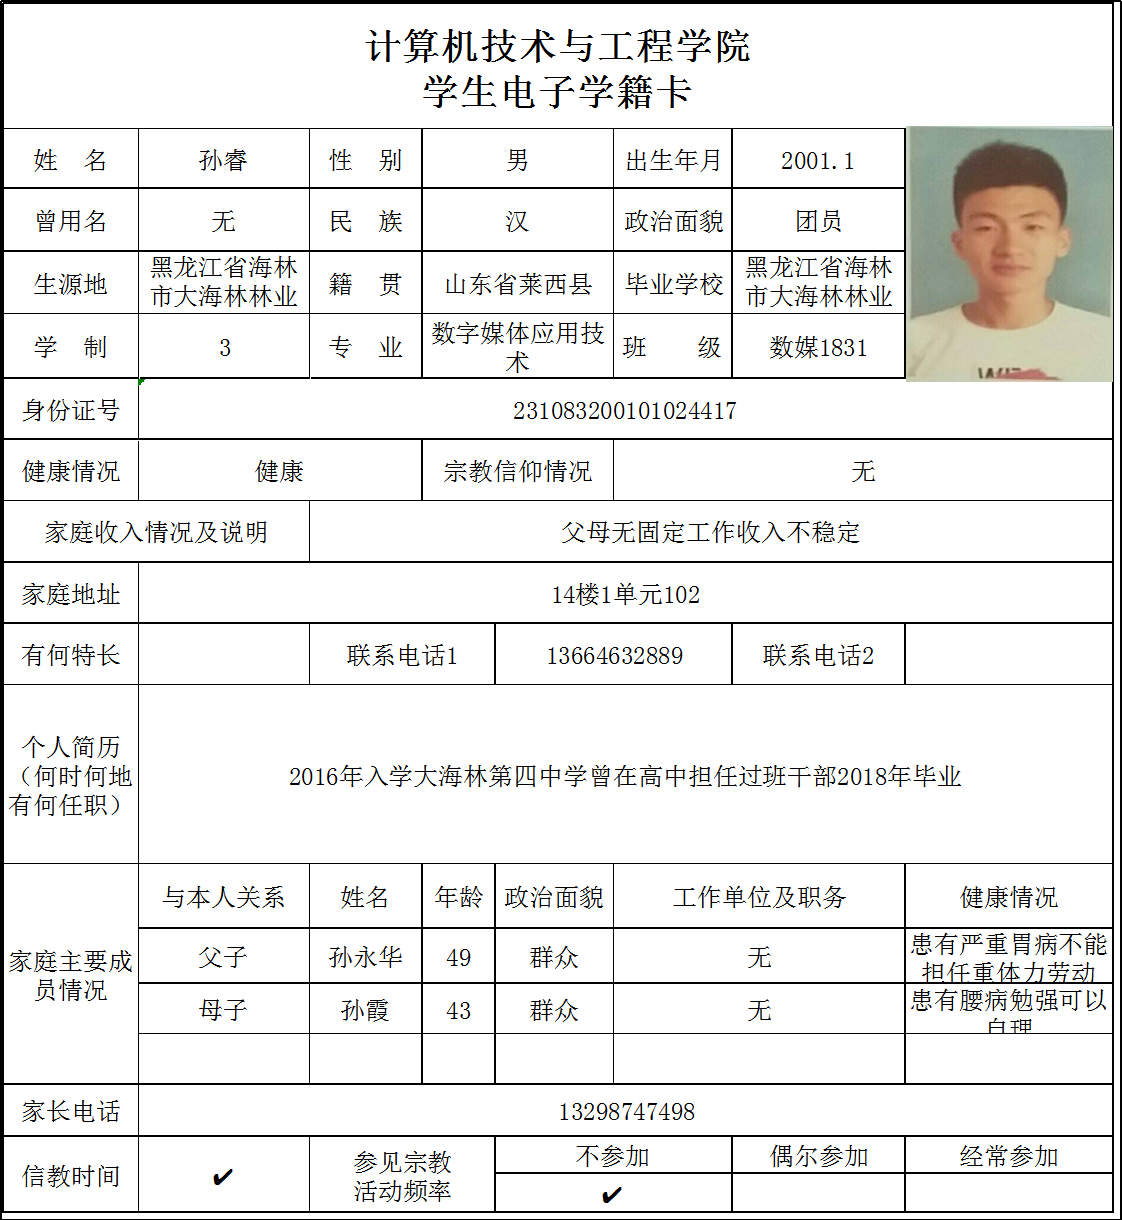 计算机技术与工程学院
学生电子学籍卡
姓 名 孙睿 性 别 男 出生年月 2001.1
曾用名 无 民 族 汉 政治面貌 团员
生源地 黑龙江省海林市大海林林业 籍 贯 山东省莱西县 毕业学校 黑龙江省海林市大海林林业
学 制 3 专 业 数字媒体应用技术 班 级 数媒1831
身份证号 231083200101024417
健康情况 健康 宗教信仰情况 无
家庭收入情况及说明 父母无固定工作收入不稳定
家庭地址 14楼1单元102
有何特长 联系电话1 13664632889 联系电话2
个人简历
(何时何地
有何任职)
2016年入学大海林第四中学曾在高中担任过班干部2018年毕业
家庭主要成员情况
与本人关系 姓名 年龄 政治面貌 工作单位及职务 健康情况
父子 孙永华 49 群众 无 患有严重胃病不能担任重体力劳动
母子 孙霞 43 群众 无 患有腰病勉强可以自理
家长电话 13298747498
信教时间 ✔ 参见宗教活动频率 不参加 偶尔参加 经常参加
✔